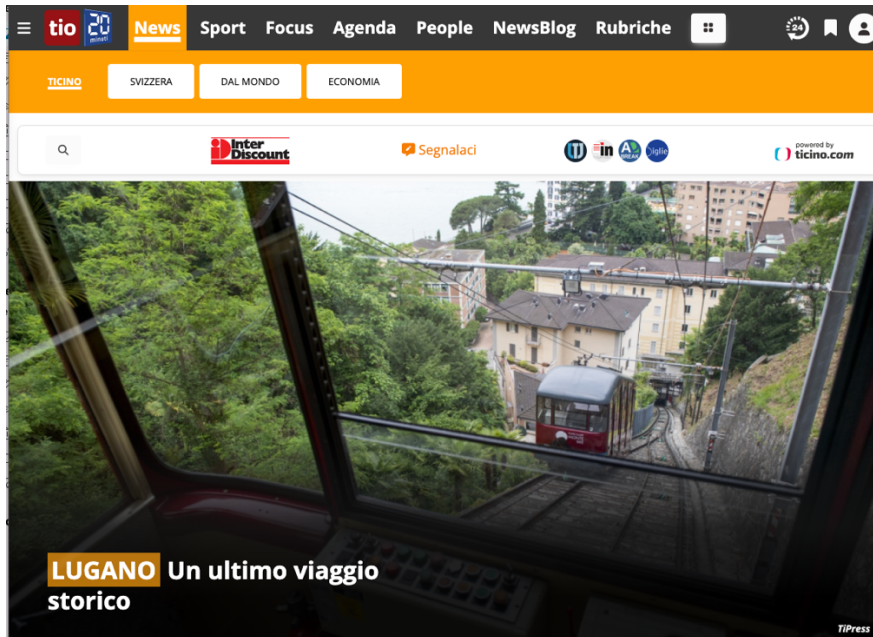 tio 20 minuti News Sport Focus Agenda People NewsBlog Rubriche 24
TICINO SVIZZERA DAL MONDO ECONOMIA
Inter Discount Segnalaci in A BREAK powered by ticino.com
LUGANO Un ultimo viaggio
storico
TiPress